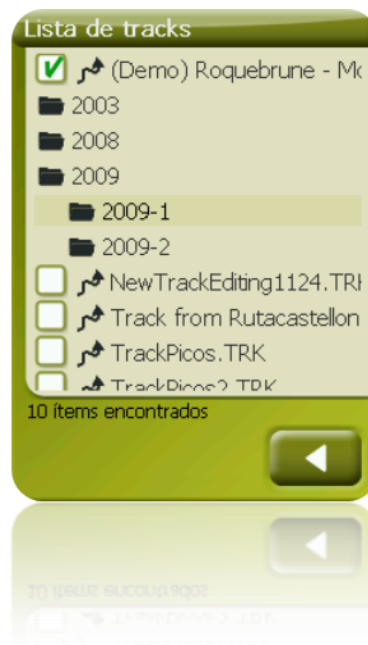 Lista de tracks
(Demo) Roquebrune - Mo
2003
2008
2009
2009-1
2009-2
NewTrackEditing1124.TRK
Track from Rutacastellon
TrackPicos.TRK
TrackPicos2.TRK
10 ítems encontrados